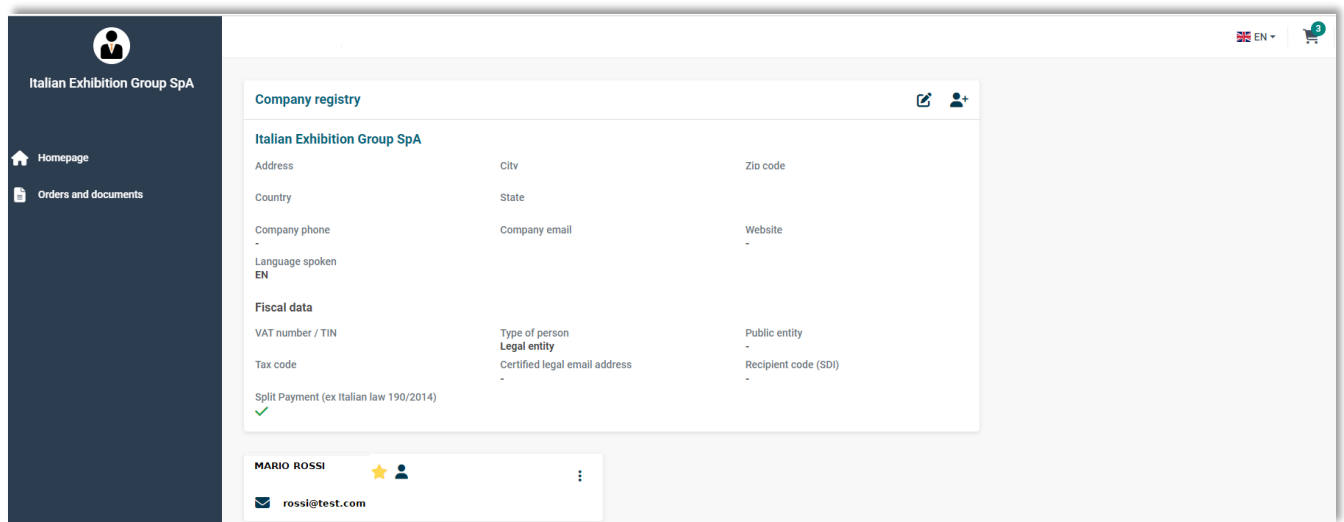 3
EN
Italian Exhibition Group SpA
Homepage
Orders and documents
Company registry
Italian Exhibition Group SpA
Address City Zip code
Country State
Company phone Company email Website
- -
Language spoken
EN
Fiscal data
VAT number / TIN Type of person Public entity
Legal entity -
Tax code Certified legal email address Recipient code (SDI)
- -
Split Payment (ex Italian law 190/2014)
MARIO ROSSI
rossi@test.com